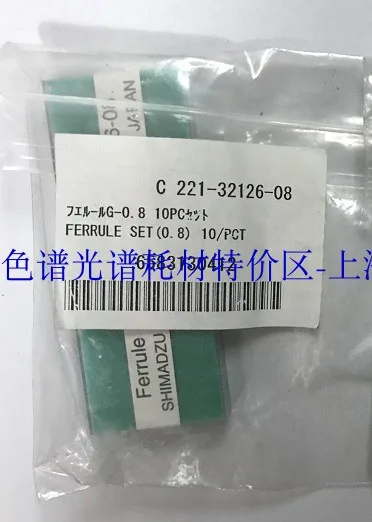 6-08
JAPAN
C 221-32126-08
フエルールG-0.8 10PCセット
FERRULE SET(0.8) 10/PCT
色谱光谱耗材特价区-上海
6583130412
Ferrule
SHIMADZU